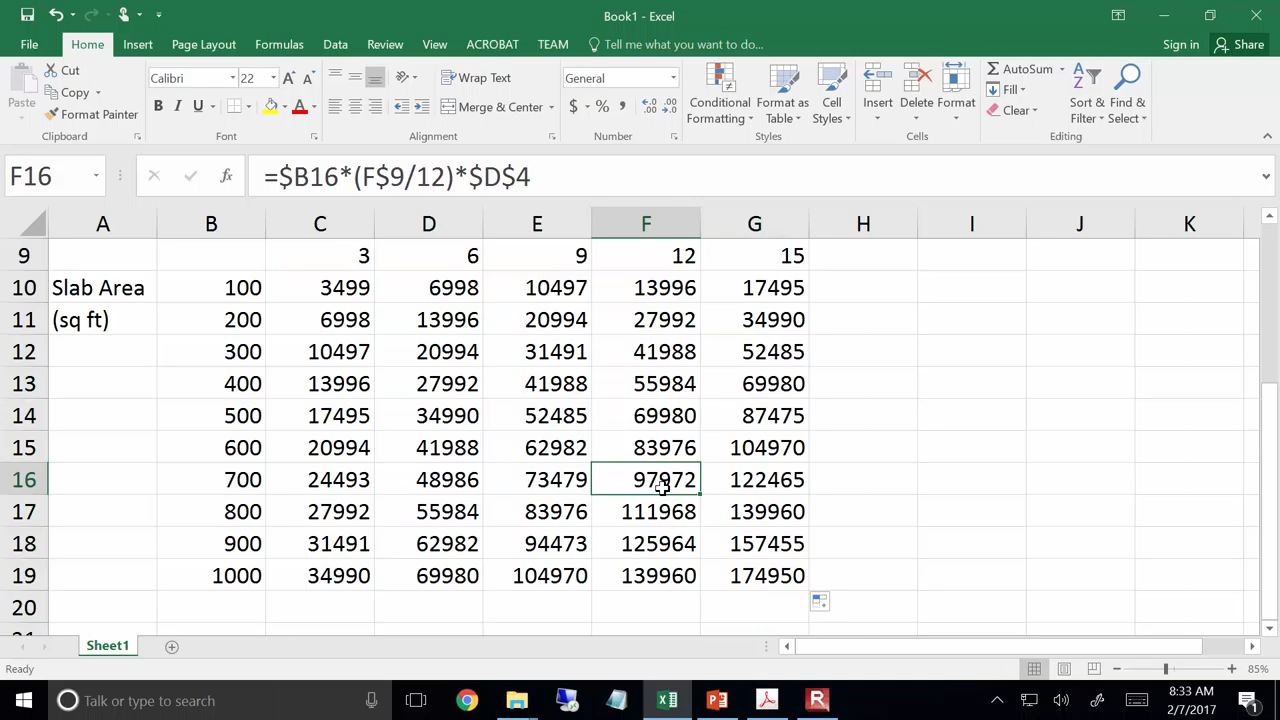 Book1 - Excel
File Home Insert Page Layout Formulas Data Review View ACROBAT TEAM Tell me what you want to do... Sign in Share
Paste Cut Copy Format Painter Clipboard
Calibri 22 A A B I U A Font
Wrap Text Merge & Center Alignment
General $ % , .0 .00 .00 .0 Number
Conditional Formatting Format as Table Cell Styles Styles
Insert Delete Format Cells
AutoSum Fill Clear Sort & Filter Find & Select Editing
F16 fx =$B16*(F$9/12)*$D$4
A B C D E F G H I J K
9 3 6 9 12 15
10 Slab Area 100 3499 6998 10497 13996 17495
11 (sq ft) 200 6998 13996 20994 27992 34990
12 300 10497 20994 31491 41988 52485
13 400 13996 27992 41988 55984 69980
14 500 17495 34990 52485 69980 87475
15 600 20994 41988 62982 83976 104970
16 700 24493 48986 73479 97972 122465
17 800 27992 55984 83976 111968 139960
18 900 31491 62982 94473 125964 157455
19 1000 34990 69980 104970 139960 174950
20
Sheet1
Ready 85%
Talk or type to search 8:33 AM
2/7/2017 1